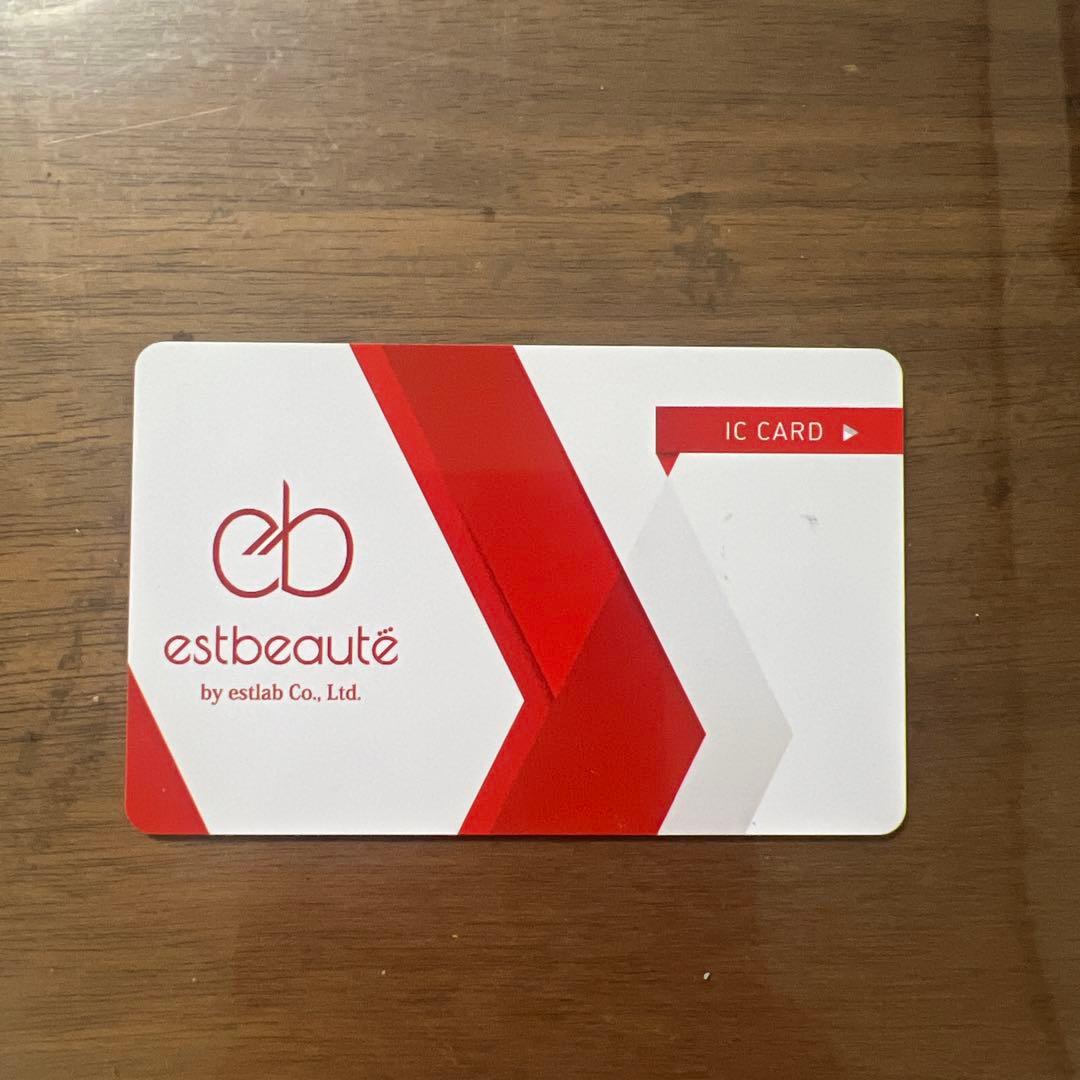 eb
estbeautë
by estlab Co., Ltd.
IC CARD